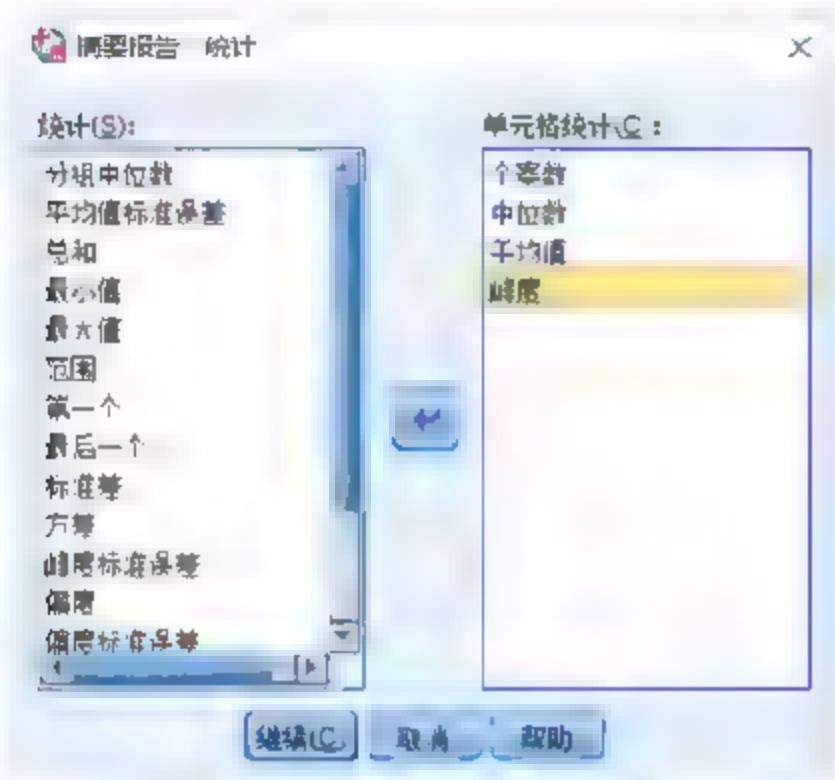 摘要报告 统计
统计(S):
分组中位数
平均值标准误差
总和
最小值
最大值
范围
第一个
最后一个
标准差
方差
峰度标准误差
偏度
偏度标准误差
单元格统计(C):
个案数
中位数
平均值
峰度
继续(C)
取消
帮助